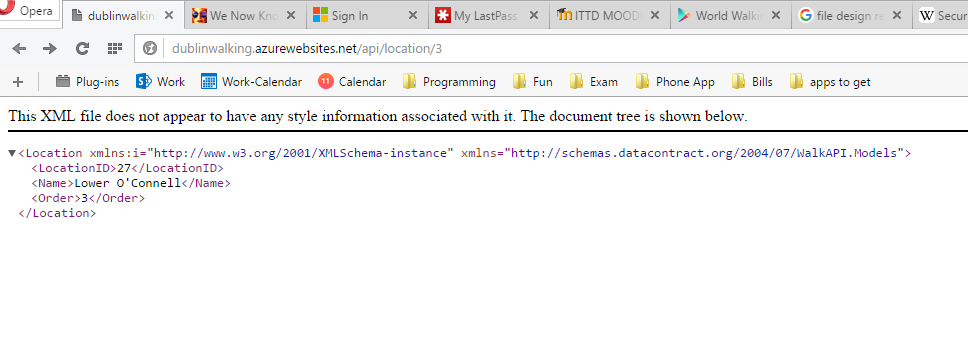 Opera
dublinwalkin
We Now Kno
Sign In
My LastPass
ITTD MOOD
World Walki
file design re
W Securi
dublinwalking.azurewebsites.net/api/location/3
Plug-ins
Work
Work-Calendar
11 Calendar
Programming
Fun
Exam
Phone App
Bills
apps to get
This XML file does not appear to have any style information associated with it. The document tree is shown below.
▼<Location xmlns:i="http://www.w3.org/2001/XMLSchema-instance" xmlns="http://schemas.datacontract.org/2004/07/WalkAPI.Models">
<LocationID>27</LocationID>
<Name>Lower O'Connell</Name>
<Order>3</Order>
</Location>